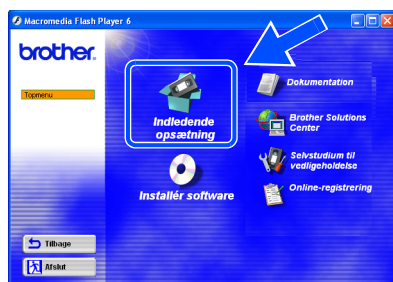 Macromedia Flash Player 6
brother.
Topmenu
Indledende
opsætning
Installér software
Dokumentation
Brother Solutions
Center
Selvstudium til
vedligeholdelse
Online-registrering
Tilbage
Afslut